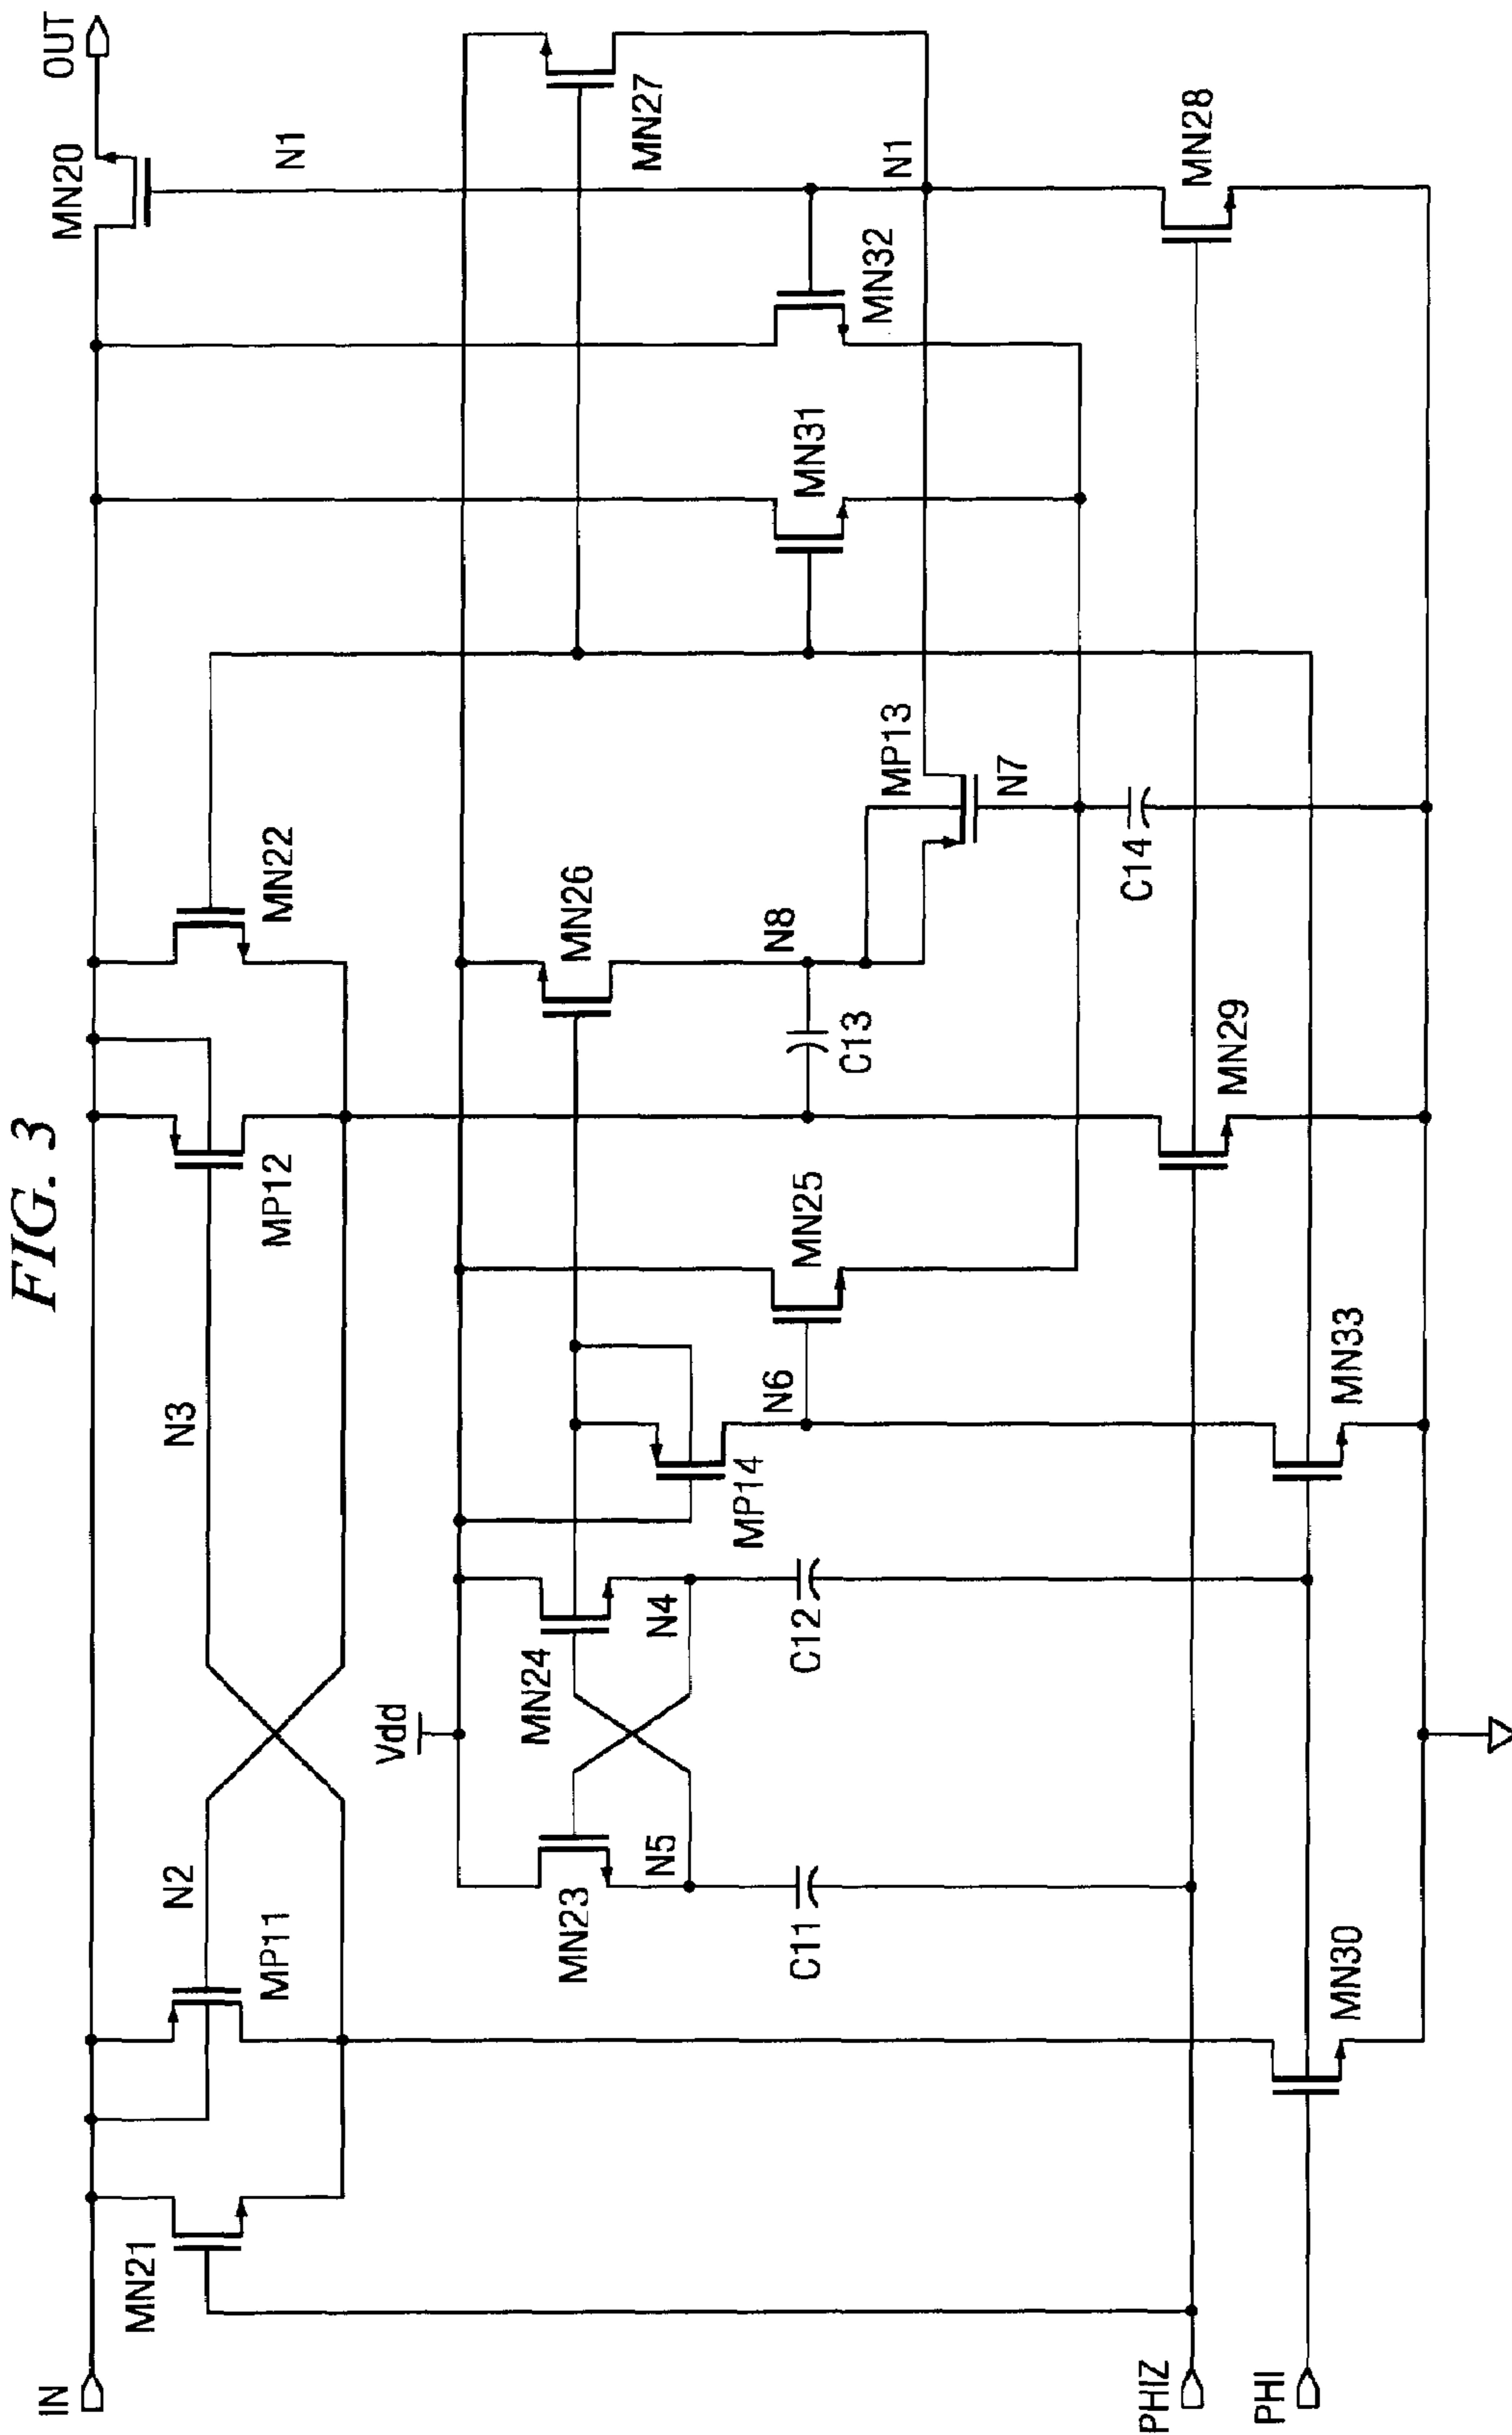 FIG. 3
IN
OUT
MN20
MN21
N2
MP11
N3
MP12
MN22
N1
Vdd
MN23
N5
MN24
N4
MP14
N6
MN25
MN26
N8
C13
MP13
N7
MN31
MN32
MN27
N1
C11
C12
C14
PHIZ
PHI
MN30
MN33
MN29
MN28